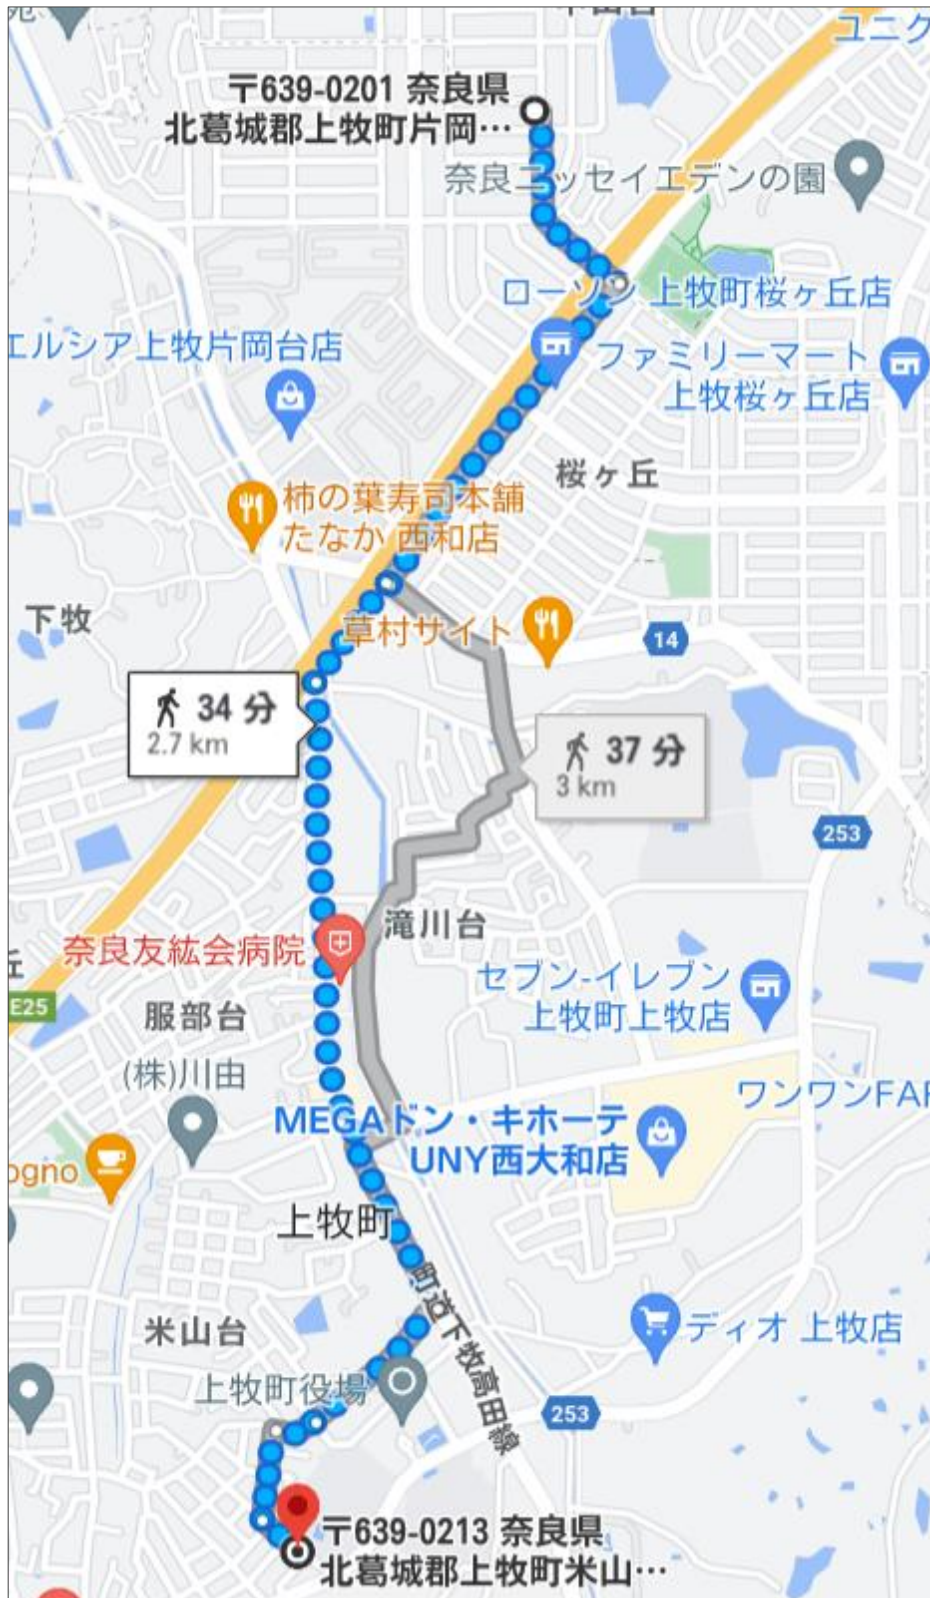 ユニク
〒639-0201 奈良県
北葛城郡上牧町片岡…
奈良ニッセイエデンの園
ローソン 上牧町桜ヶ丘店
エルシア上牧片岡台店
ファミリーマート
上牧桜ヶ丘店
桜ヶ丘
柿の葉寿司本舗
たなか 西和店
下牧
草村サイト
14
34 分
2.7 km
37 分
3 km
253
滝川台
奈良友紘会病院
丘
セブン-イレブン
上牧町上牧店
E25
服部台
(株)川由
ワンワンFAR
MEGAドン・キホーテ
UNY西大和店
ogno
上牧町
町道下牧高田線
米山台
ディオ 上牧店
上牧町役場
253
〒639-0213 奈良県
北葛城郡上牧町米山…